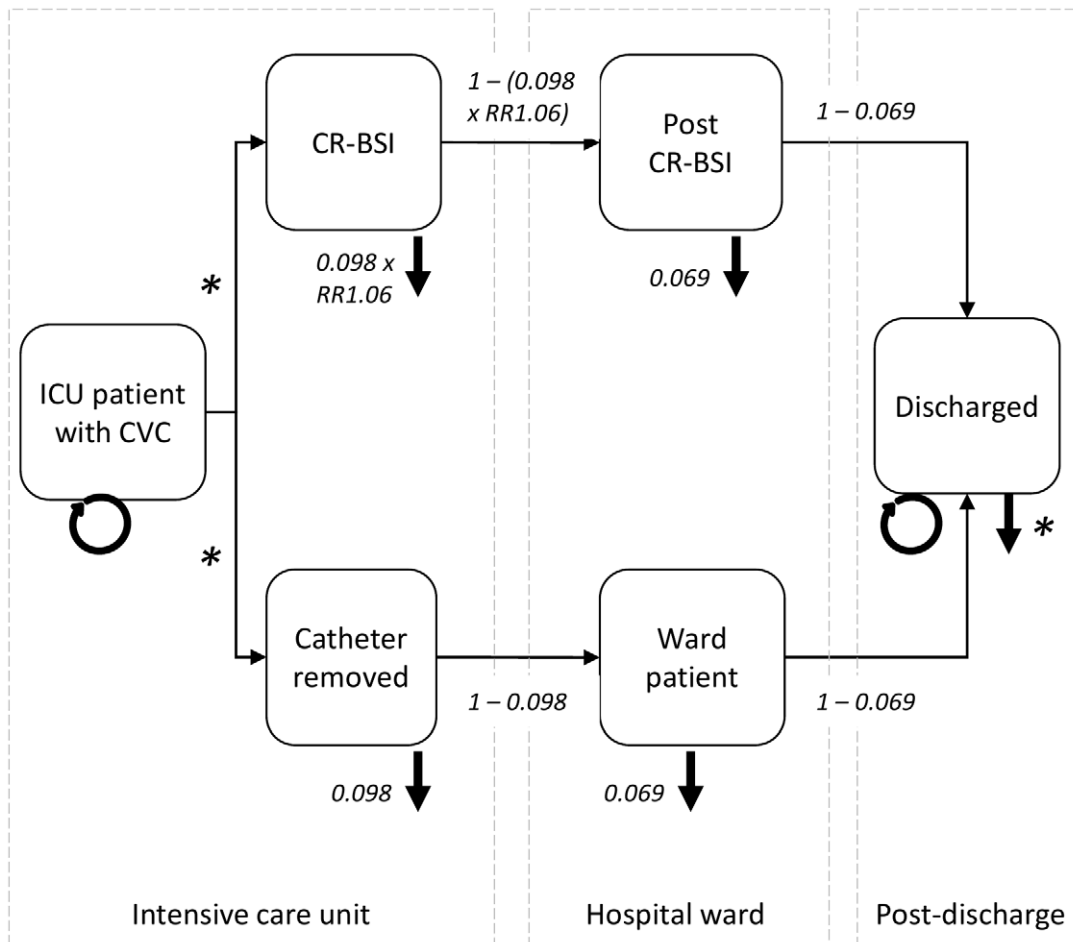 1 – (0.098
x RR1.06)
1 – 0.069
CR-BSI
Post
CR-BSI
0.098 x
RR1.06
0.069
*
ICU patient
with CVC
Discharged
*
*
Catheter
removed
Ward
patient
1 – 0.098
1 – 0.069
0.098
0.069
Intensive care unit
Hospital ward
Post-discharge